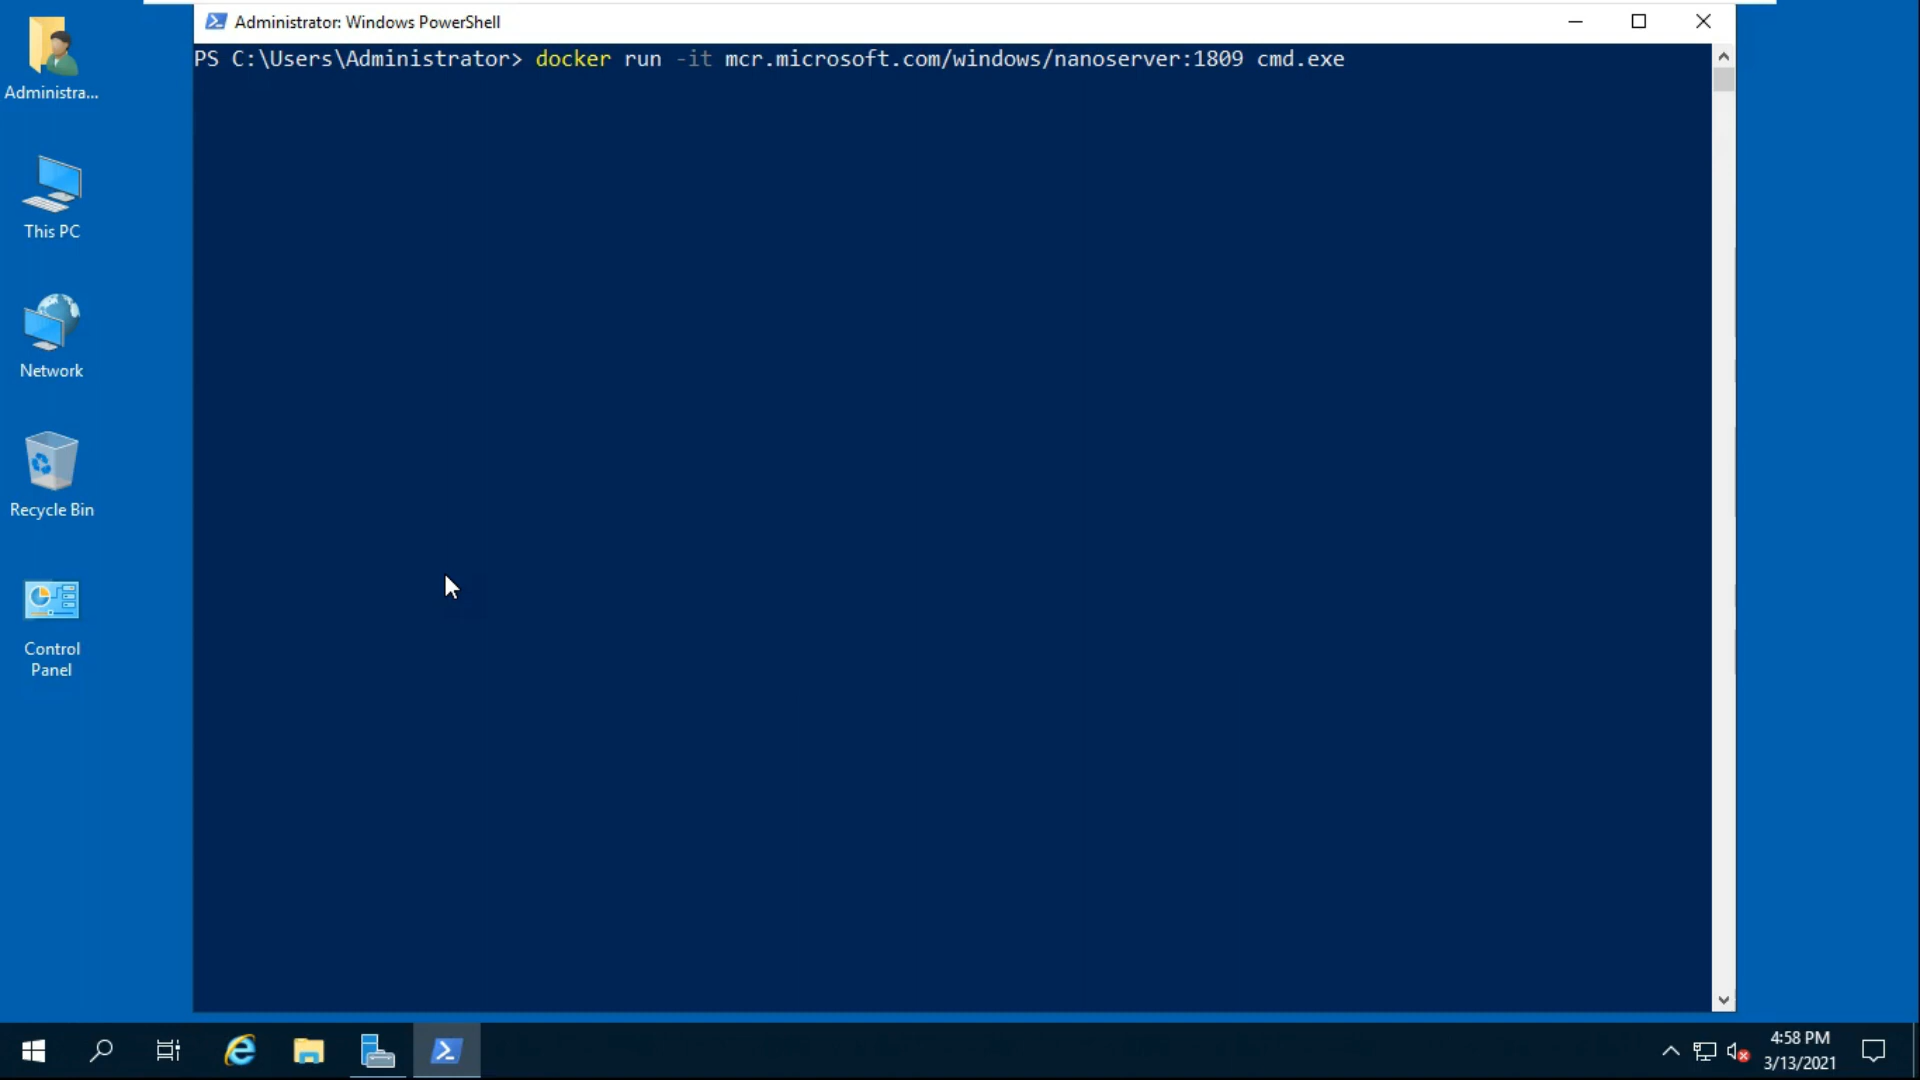 Administrator: Windows PowerShell
PS C:\Users\Administrator> docker run -it mcr.microsoft.com/windows/nanoserver:1809 cmd.exe
Administra...
This PC
Network
Recycle Bin
Control
Panel
4:58 PM
3/13/2021